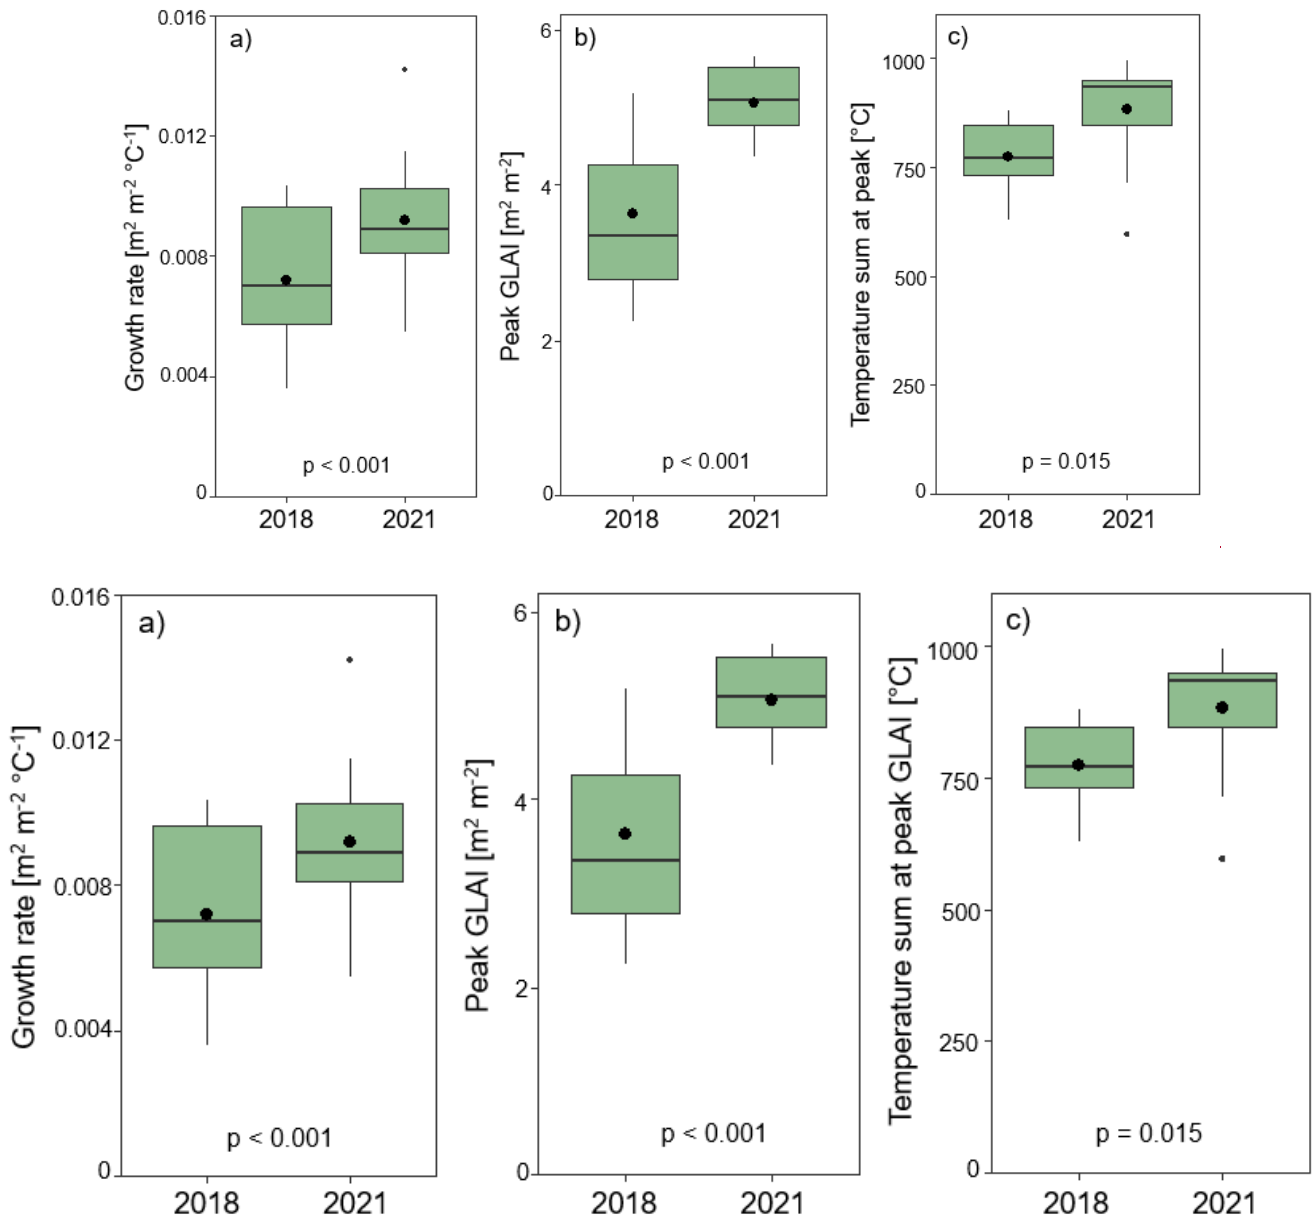 a)
0.016
0.012
0.008
0.004
0
Growth rate [m² m⁻² °C⁻¹]
p < 0.001
2018 2021
b)
6
4
2
0
Peak GLAI [m² m⁻²]
p < 0.001
2018 2021
c)
1000
750
500
250
0
Temperature sum at peak [°C]
p = 0.015
2018 2021
a)
0.016
0.012
0.008
0.004
0
Growth rate [m² m⁻² °C⁻¹]
p < 0.001
2018 2021
b)
6
4
2
0
Peak GLAI [m² m⁻²]
p < 0.001
2018 2021
c)
1000
750
500
250
0
Temperature sum at peak GLAI [°C]
p = 0.015
2018 2021